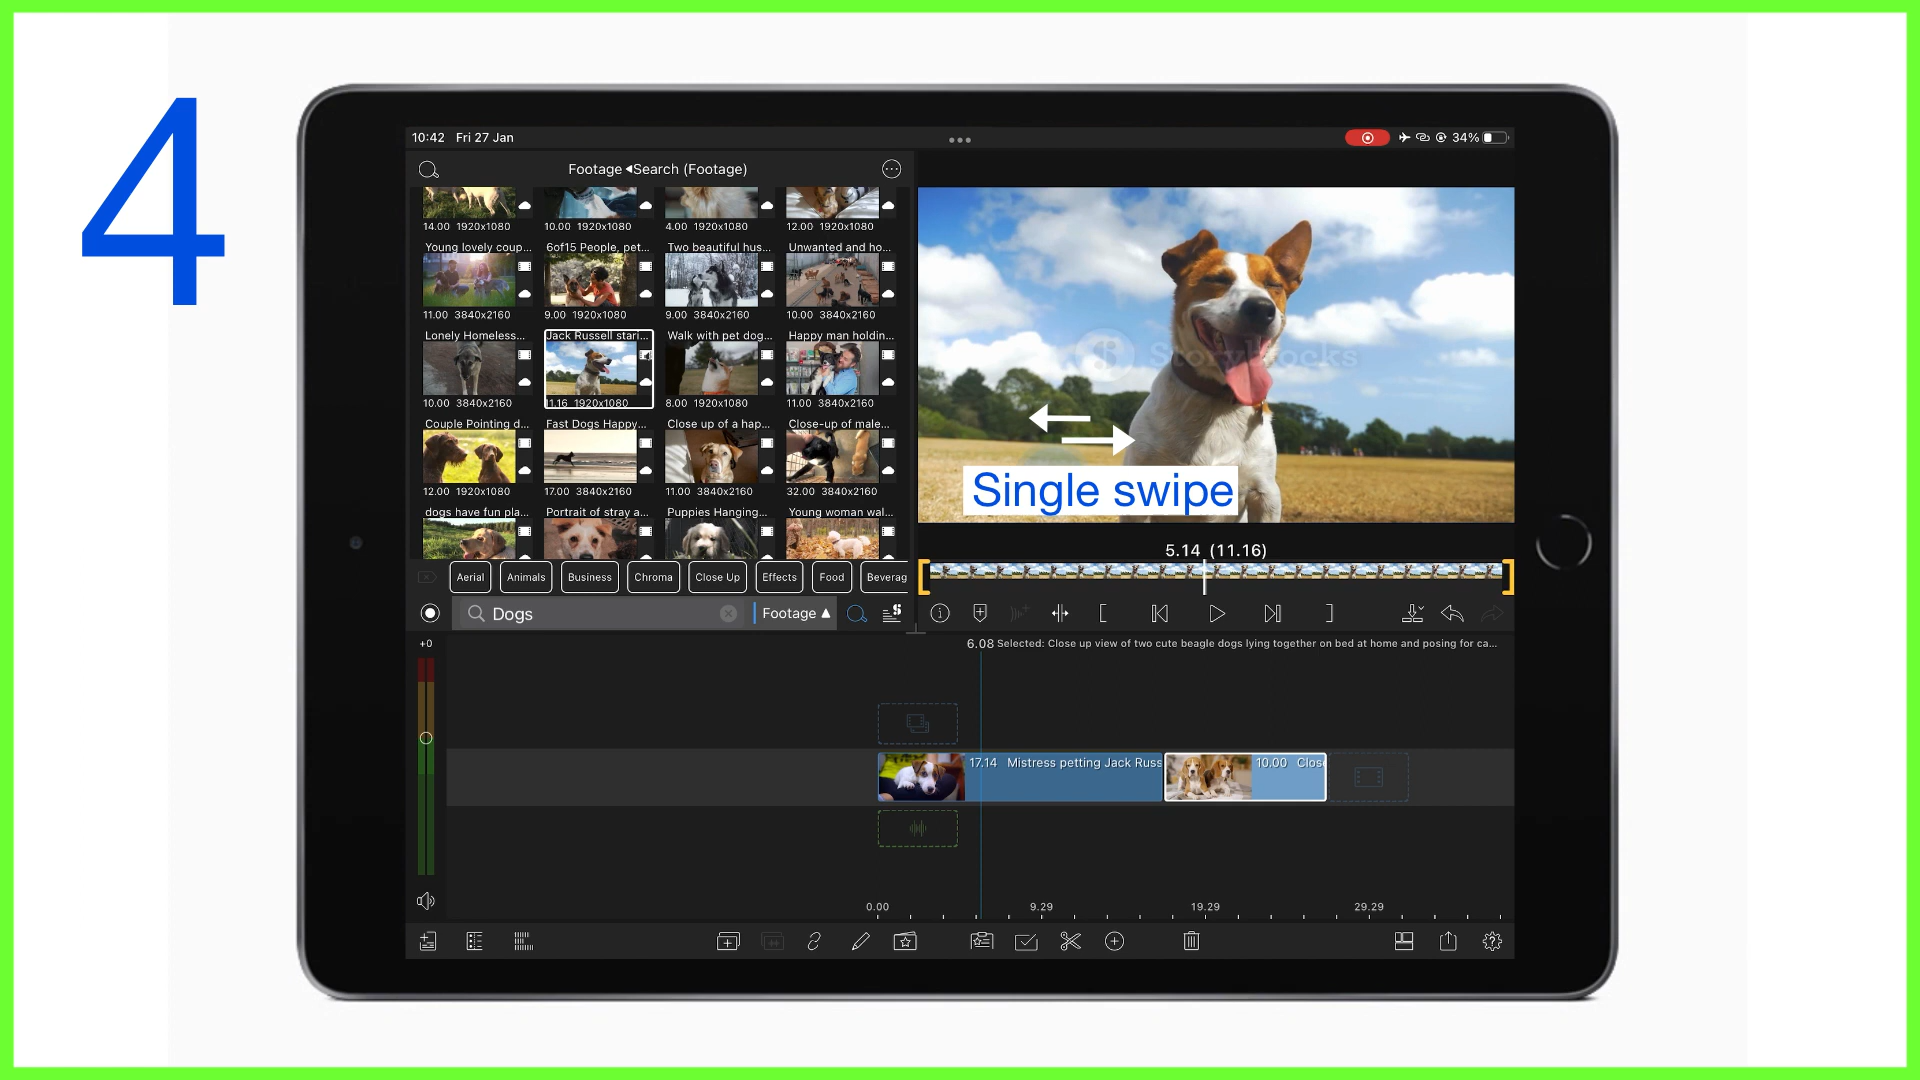 4
10:42 Fri 27 Jan
34%
Footage Search (Footage)
14.00 1920x1080
10.00 1920x1080
4.00 1920x1080
12.00 1920x1080
Young lovely coup...
6of15 People, pet...
Two beautiful hus...
Unwanted and ho...
11.00 3840x2160
9.00 1920x1080
9.00 3840x2160
10.00 3840x2160
Lonely Homeless...
Jack Russell stari...
Walk with pet dog...
Happy man holdin...
10.00 3840x2160
11.16 1920x1080
8.00 1920x1080
11.00 3840x2160
Couple Pointing d...
Fast Dogs Happy...
Close up of a hap...
Close-up of male...
12.00 1920x1080
17.00 3840x2160
11.00 3840x2160
32.00 3840x2160
dogs have fun pla...
Portrait of stray a...
Puppies Hanging...
Young woman wal...
Aerial
Animals
Business
Chroma
Close Up
Effects
Food
Beverag
Dogs
Footage
Storyblocks
Single swipe
5.14 (11.16)
+0
6.08 Selected: Close up view of two cute beagle dogs lying together on bed at home and posing for ca...
17.14 Mistress petting Jack Russ
10.00 Clos
0.00
9.29
19.29
29.29